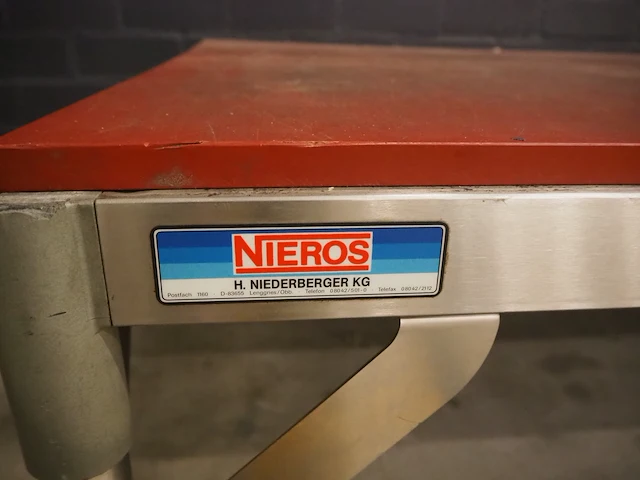 NIEROS
H. NIEDERBERGER KG
Postfach 1160 D-83659 Lenggries/Obb. Telefon 08042/501-0 Telefax 08042/2112